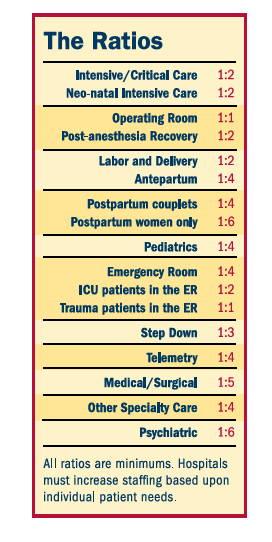 The Ratios
Intensive/Critical Care 1:2
Neo-natal Intensive Care 1:2
Operating Room 1:1
Post-anesthesia Recovery 1:2
Labor and Delivery 1:2
Antepartum 1:4
Postpartum couplets 1:4
Postpartum women only 1:6
Pediatrics 1:4
Emergency Room 1:4
ICU patients in the ER 1:2
Trauma patients in the ER 1:1
Step Down 1:3
Telemetry 1:4
Medical/Surgical 1:5
Other Specialty Care 1:4
Psychiatric 1:6
All ratios are minimums. Hospitals
must increase staffing based upon
individual patient needs.